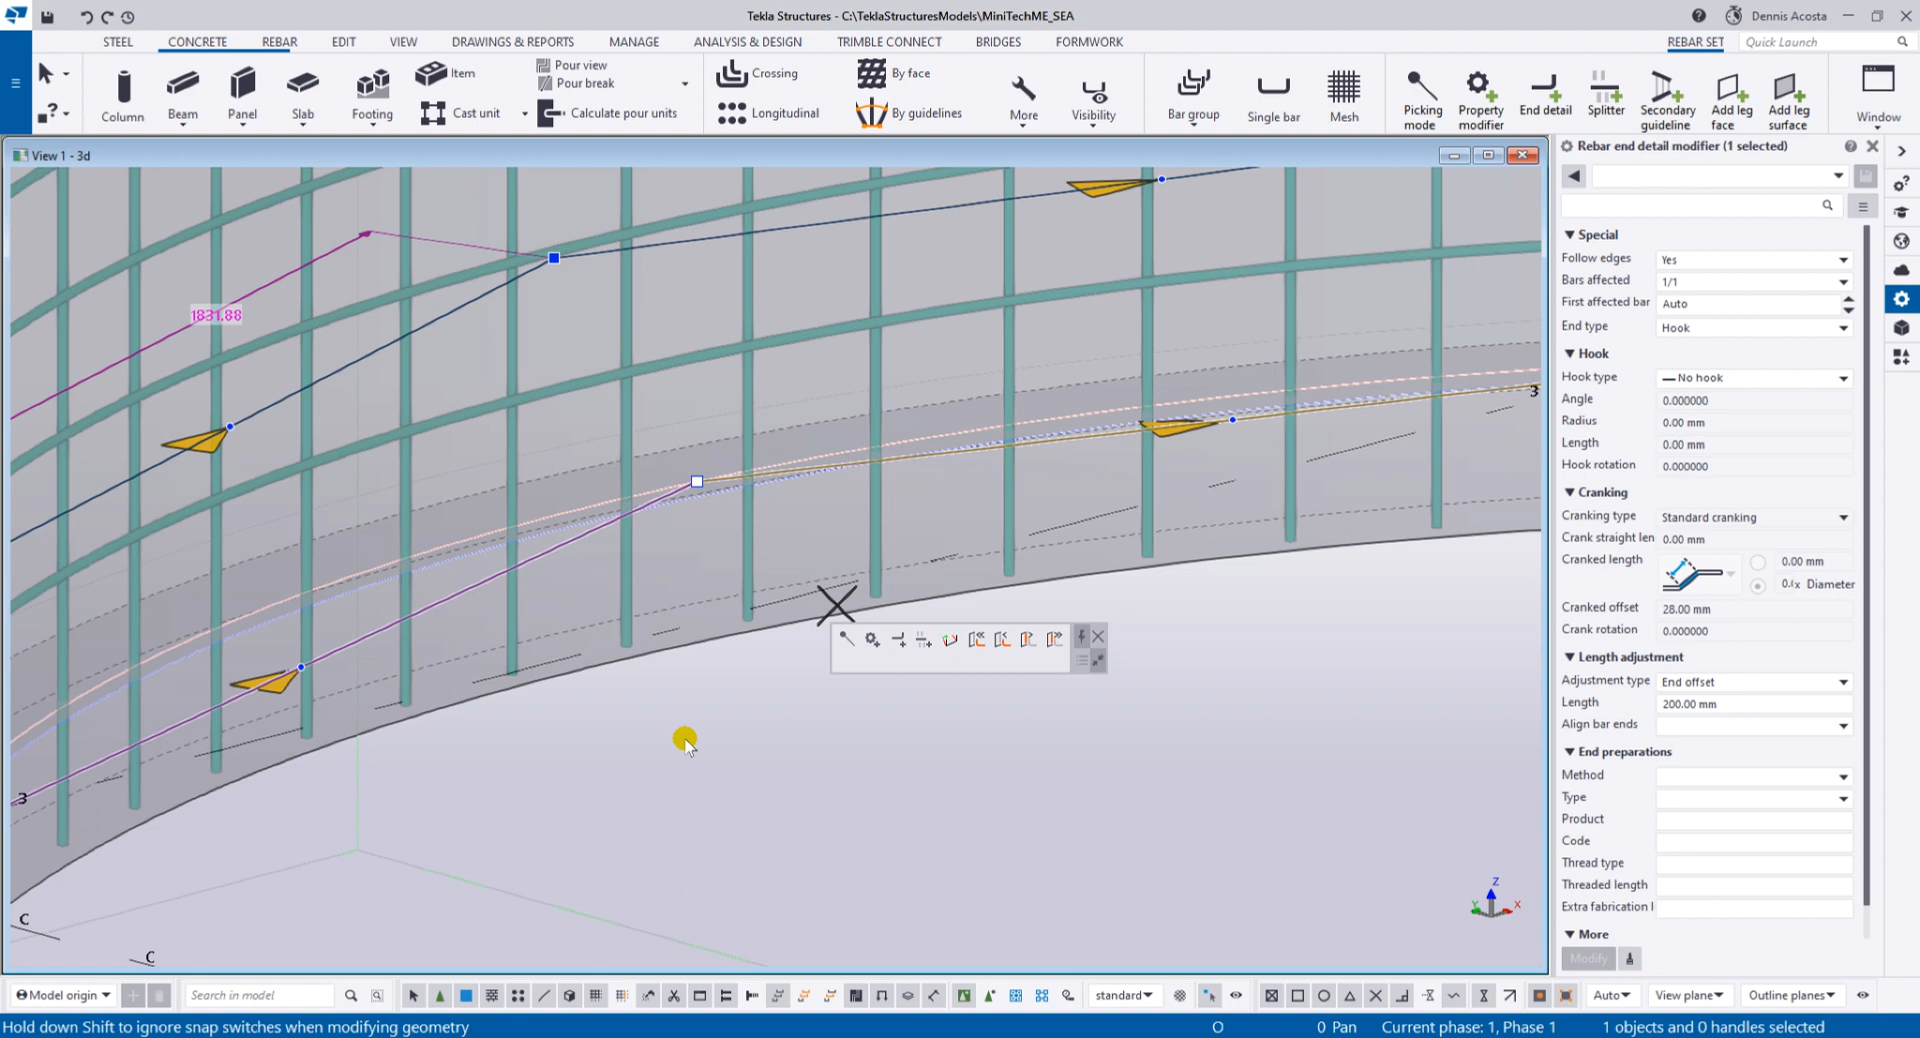 Tekla Structures - C:\TeklaStructuresModels\MiniTechME_SEA
Dennis Acosta
STEEL CONCRETE REBAR EDIT VIEW DRAWINGS & REPORTS MANAGE ANALYSIS & DESIGN TRIMBLE CONNECT BRIDGES FORMWORK REBAR SET Quick Launch
Column Beam Panel Slab Footing
Item
Cast unit
Pour view
Pour break
Calculate pour units
Crossing
Longitudinal
By face
By guidelines
More Visibility
Bar group Single bar Mesh
Picking mode
Property modifier
End detail
Splitter
Secondary guideline
Add leg face
Add leg surface
Window
View 1 - 3d
1831.88
3
3
C
C
Z
Y
X
Rebar end detail modifier (1 selected)
Special
Follow edges Yes
Bars affected 1/1
First affected bar Auto
End type Hook
Hook
Hook type No hook
Angle 0.000000
Radius 0.00 mm
Length 0.00 mm
Hook rotation 0.000000
Cranking
Cranking type Standard cranking
Crank straight len 0.00 mm
Cranked length 0.00 mm
Diameter
Cranked offset 28.00 mm
Crank rotation 0.000000
Length adjustment
Adjustment type End offset
Length 200.00 mm
Align bar ends
End preparations
Method
Type
Product
Code
Thread type
Threaded length
Extra fabrication l
More
Modify
Model origin Search in model standard Auto View plane Outline planes
Hold down Shift to ignore snap switches when modifying geometry O 0 Pan Current phase: 1, Phase 1 1 objects and 0 handles selected